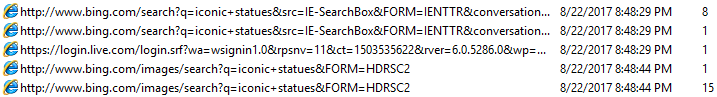 http://www.bing.com/search?q=iconic+statues&src=IE-SearchBox&FORM=IENTTR&conversation... 8/22/2017 8:48:29 PM 8
http://www.bing.com/search?q=iconic+statues&src=IE-SearchBox&FORM=IENTTR&conversation... 8/22/2017 8:48:29 PM 1
https://login.live.com/login.srf?wa=wsignin1.0&rpsnv=11&ct=1503535622&rver=6.0.5286.0&wp=... 8/22/2017 8:48:29 PM 1
http://www.bing.com/images/search?q=iconic+statues&FORM=HDRSC2 8/22/2017 8:48:44 PM 1
http://www.bing.com/images/search?q=iconic+statues&FORM=HDRSC2 8/22/2017 8:48:44 PM 15